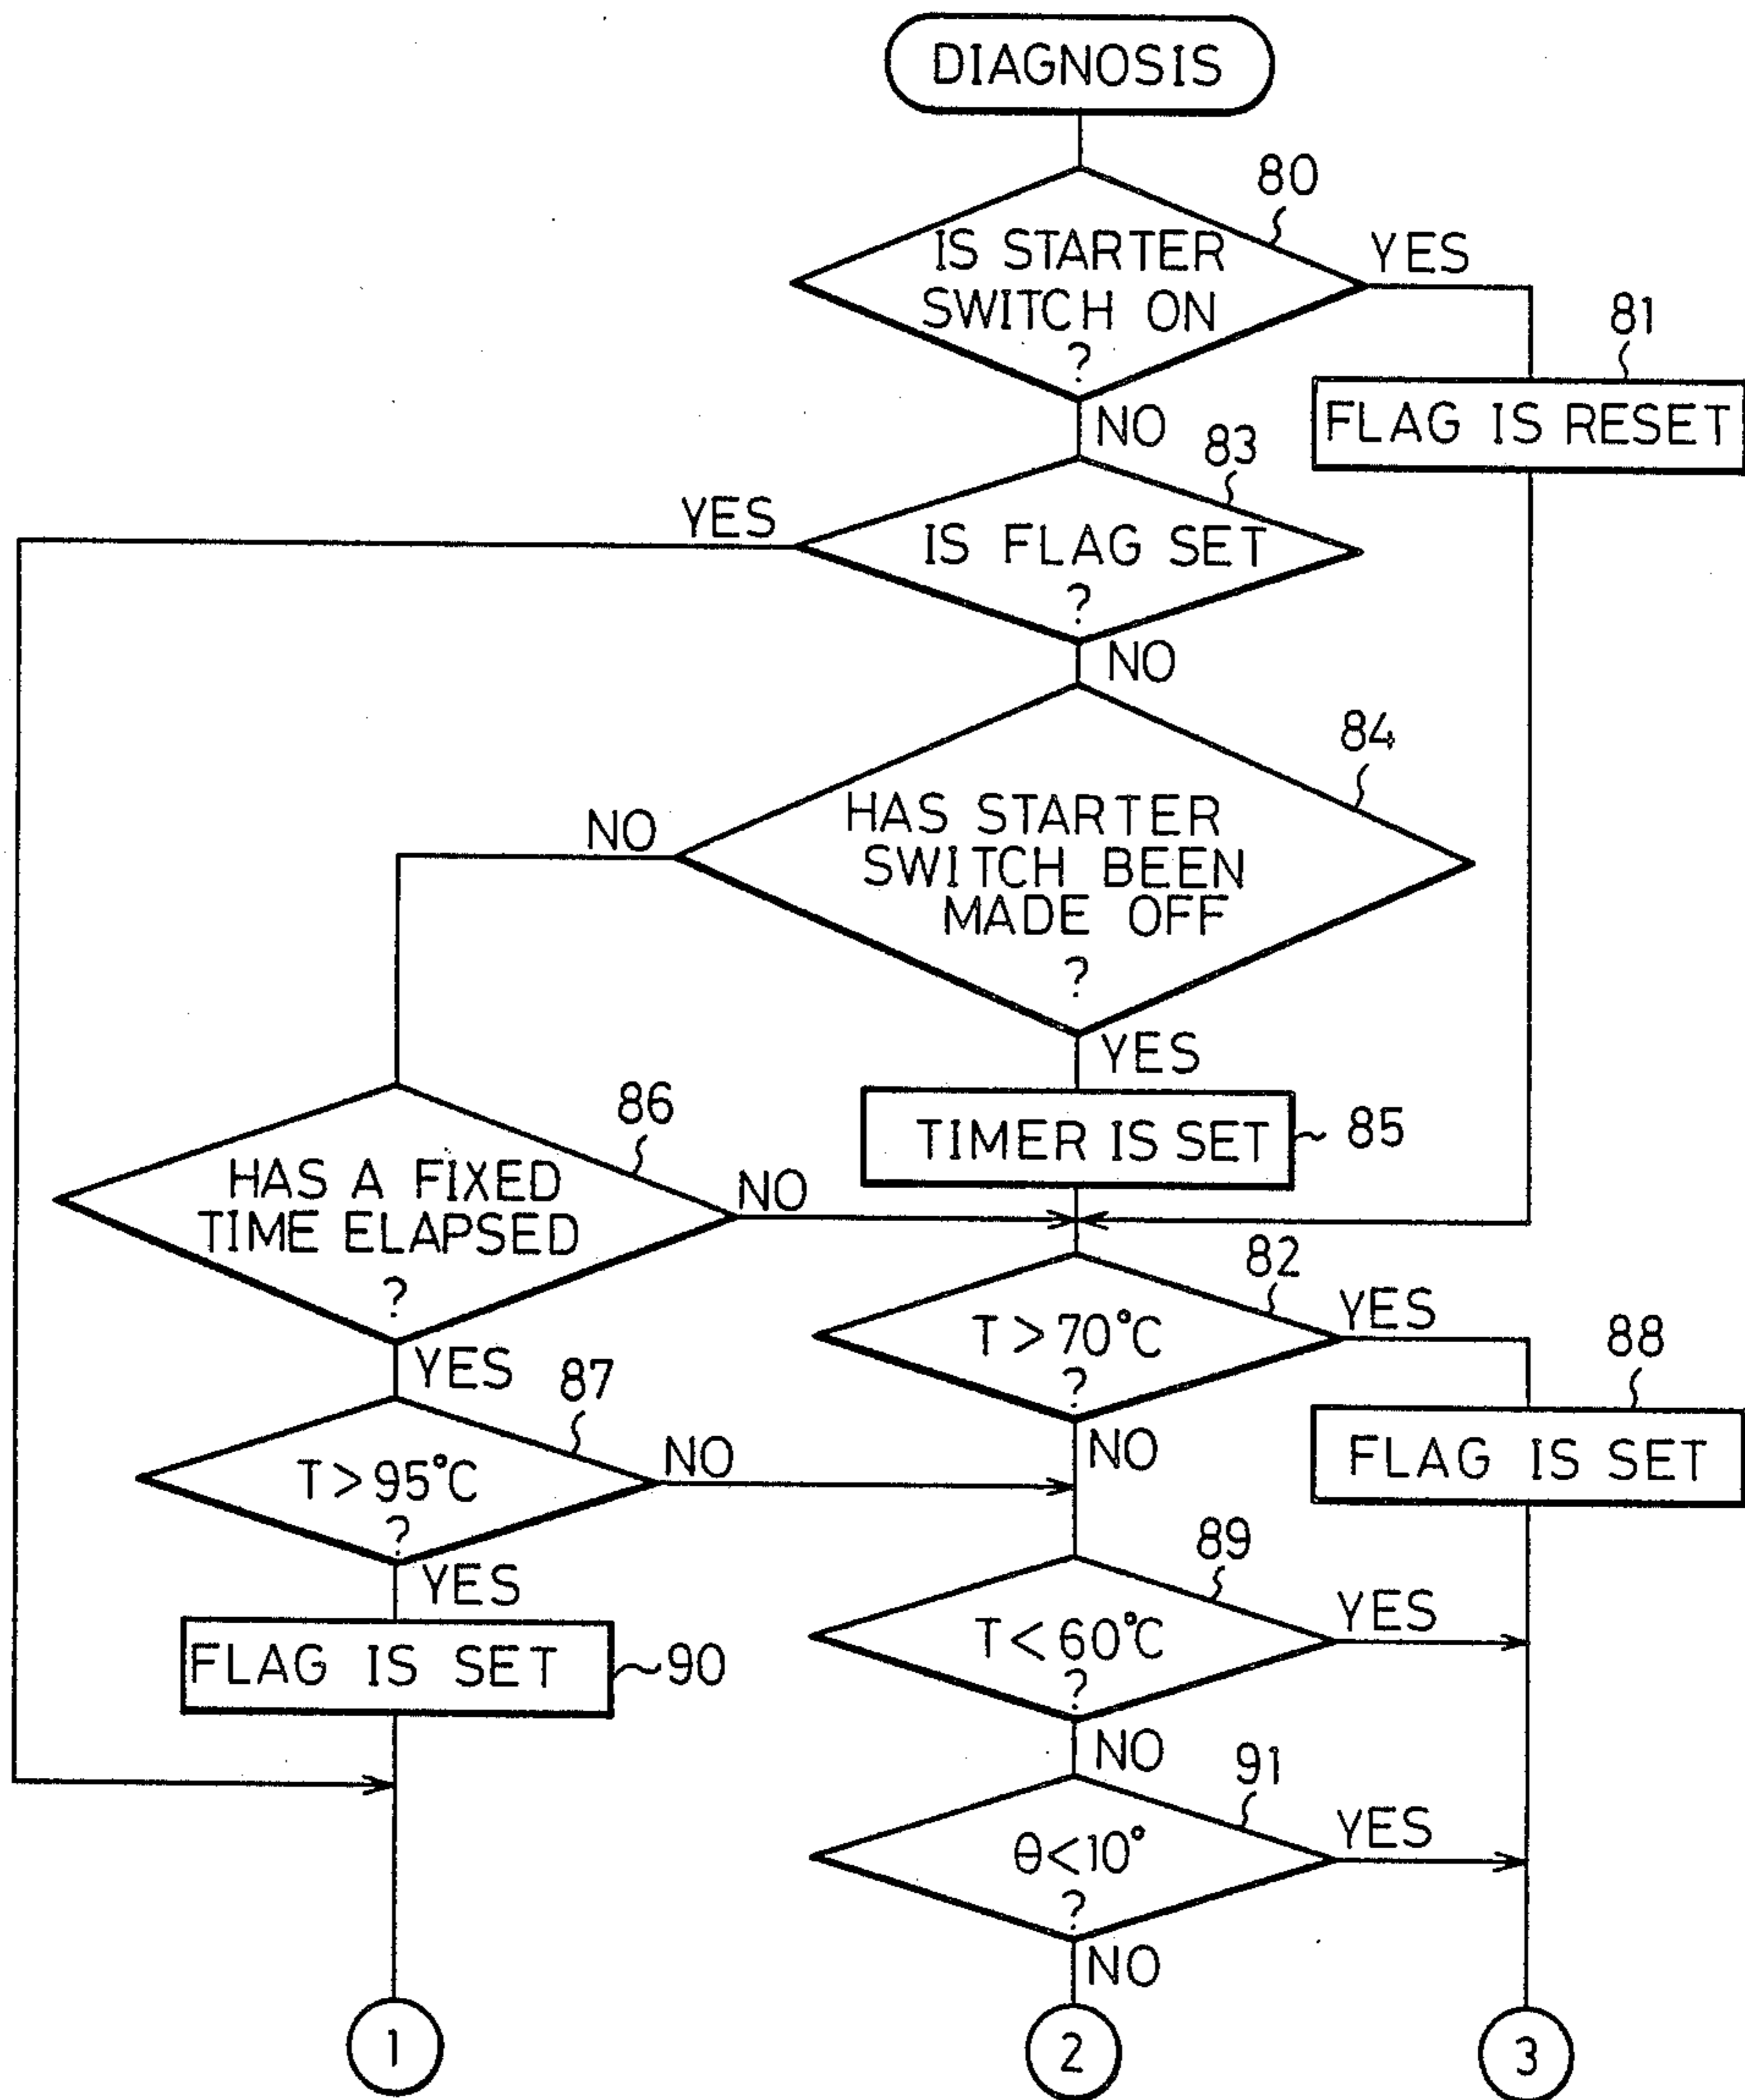 DIAGNOSIS
80
IS STARTER
SWITCH ON
?
YES
81
FLAG IS RESET
NO
83
YES
IS FLAG SET
?
NO
84
NO
HAS STARTER
SWITCH BEEN
MADE OFF
?
YES
86
TIMER IS SET
85
HAS A FIXED
TIME ELAPSED
?
NO
82
YES
T>70°C
?
88
YES
87
NO
FLAG IS SET
T>95°C
?
NO
89
YES
YES
T<60°C
?
FLAG IS SET
90
NO
91
YES
θ<10°
?
NO
1
2
3